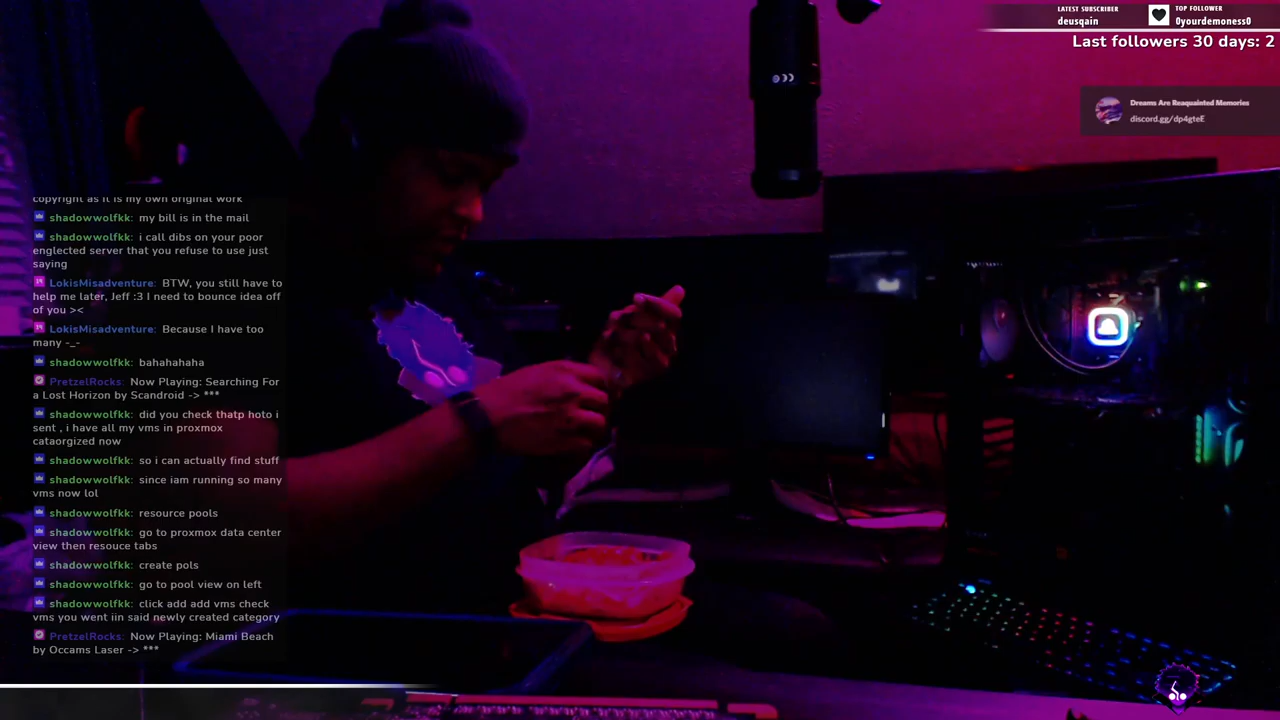 LATEST SUBSCRIBER
deusqain
TOP FOLLOWER
0yourdemoness0
Last followers 30 days: 2
Dreams Are Reaquainted Memories
discord.gg/dp4gteE
copyright as it is my own original work
shadowwolfkk: my bill is in the mail
shadowwolfkk: i call dibs on your poor
englected server that you refuse to use just
saying
LokisMisadventure: BTW, you still have to
help me later, Jeff :3 I need to bounce idea off
of you ><
LokisMisadventure: Because I have too
many -_-
shadowwolfkk: bahahahaha
PretzelRocks: Now Playing: Searching For
a Lost Horizon by Scandroid -> ***
shadowwolfkk: did you check thatp hoto i
sent , i have all my vms in proxmox
cataorgized now
shadowwolfkk: so i can actually find stuff
shadowwolfkk: since iam running so many
vms now lol
shadowwolfkk: resource pools
shadowwolfkk: go to proxmox data center
view then resouce tabs
shadowwolfkk: create pols
shadowwolfkk: go to pool view on left
shadowwolfkk: click add add vms check
vms you went iin said newly created category
PretzelRocks: Now Playing: Miami Beach
by Occams Laser -> ***